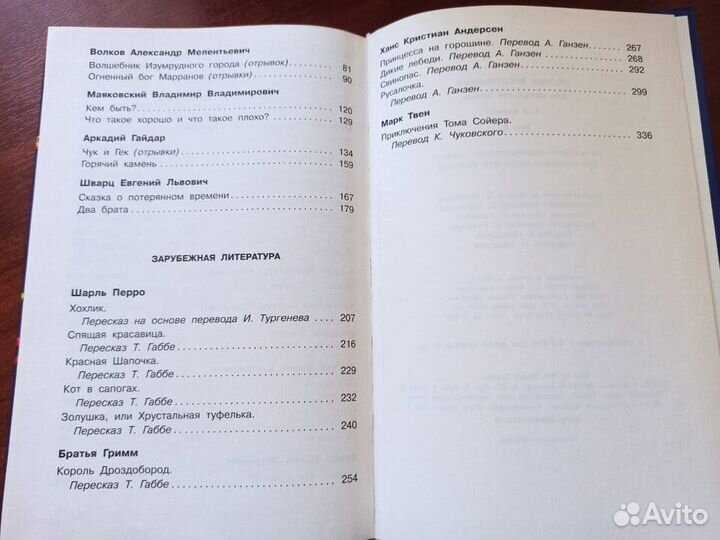 Волков Александр Мелентьевич
Волшебник Изумрудного города (отрывок) 81
Огненный бог Марранов (отрывки) 90
Маяковский Владимир Владимирович
Кем быть? 120
Что такое хорошо и что такое плохо? 129
Аркадий Гайдар
Чук и Гек (отрывки) 134
Горячий камень 159
Шварц Евгений Львович
Сказка о потерянном времени 167
Два брата 179
ЗАРУБЕЖНАЯ ЛИТЕРАТУРА
Шарль Перро
Хохлик.
Пересказ на основе перевода И. Тургенева .... 207
Спящая красавица.
Пересказ Т. Габбе 216
Красная Шапочка.
Пересказ Т. Габбе 229
Кот в сапогах.
Пересказ Т. Габбе 232
Золушка, или Хрустальная туфелька.
Пересказ Т. Габбе 240
Братья Гримм
Король Дроздобород.
Пересказ Т. Габбе 254
Ханс Кристиан Андерсен
Принцесса на горошине. Перевод А. Ганзен 267
Дикие лебеди. Перевод А. Ганзен 268
Свинопас. Перевод А. Ганзен 292
Русалочка.
Перевод А. Ганзен 299
Марк Твен
Приключения Тома Сойера.
Перевод К. Чуковского 336
Avito